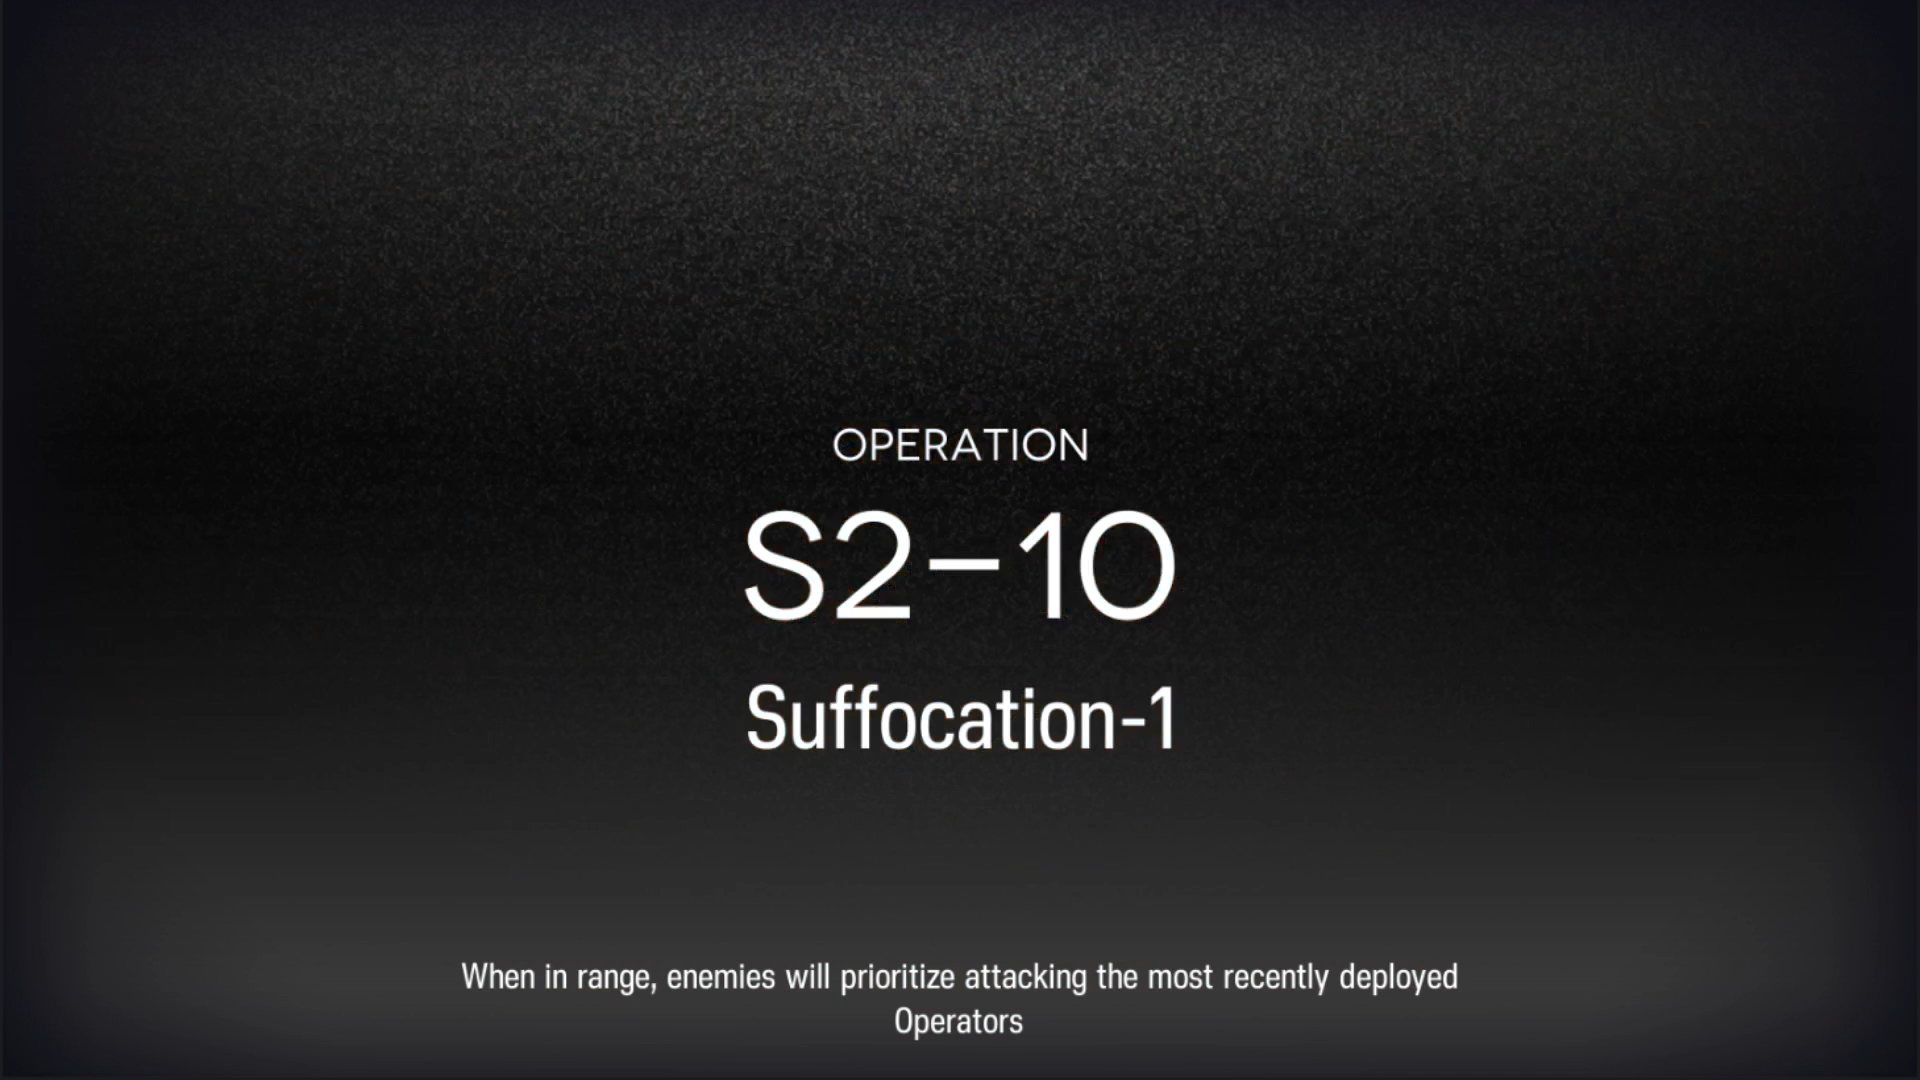 OPERATION
S2-10
Suffocation-1
When in range, enemies will prioritize attacking the most recently deployed
Operators